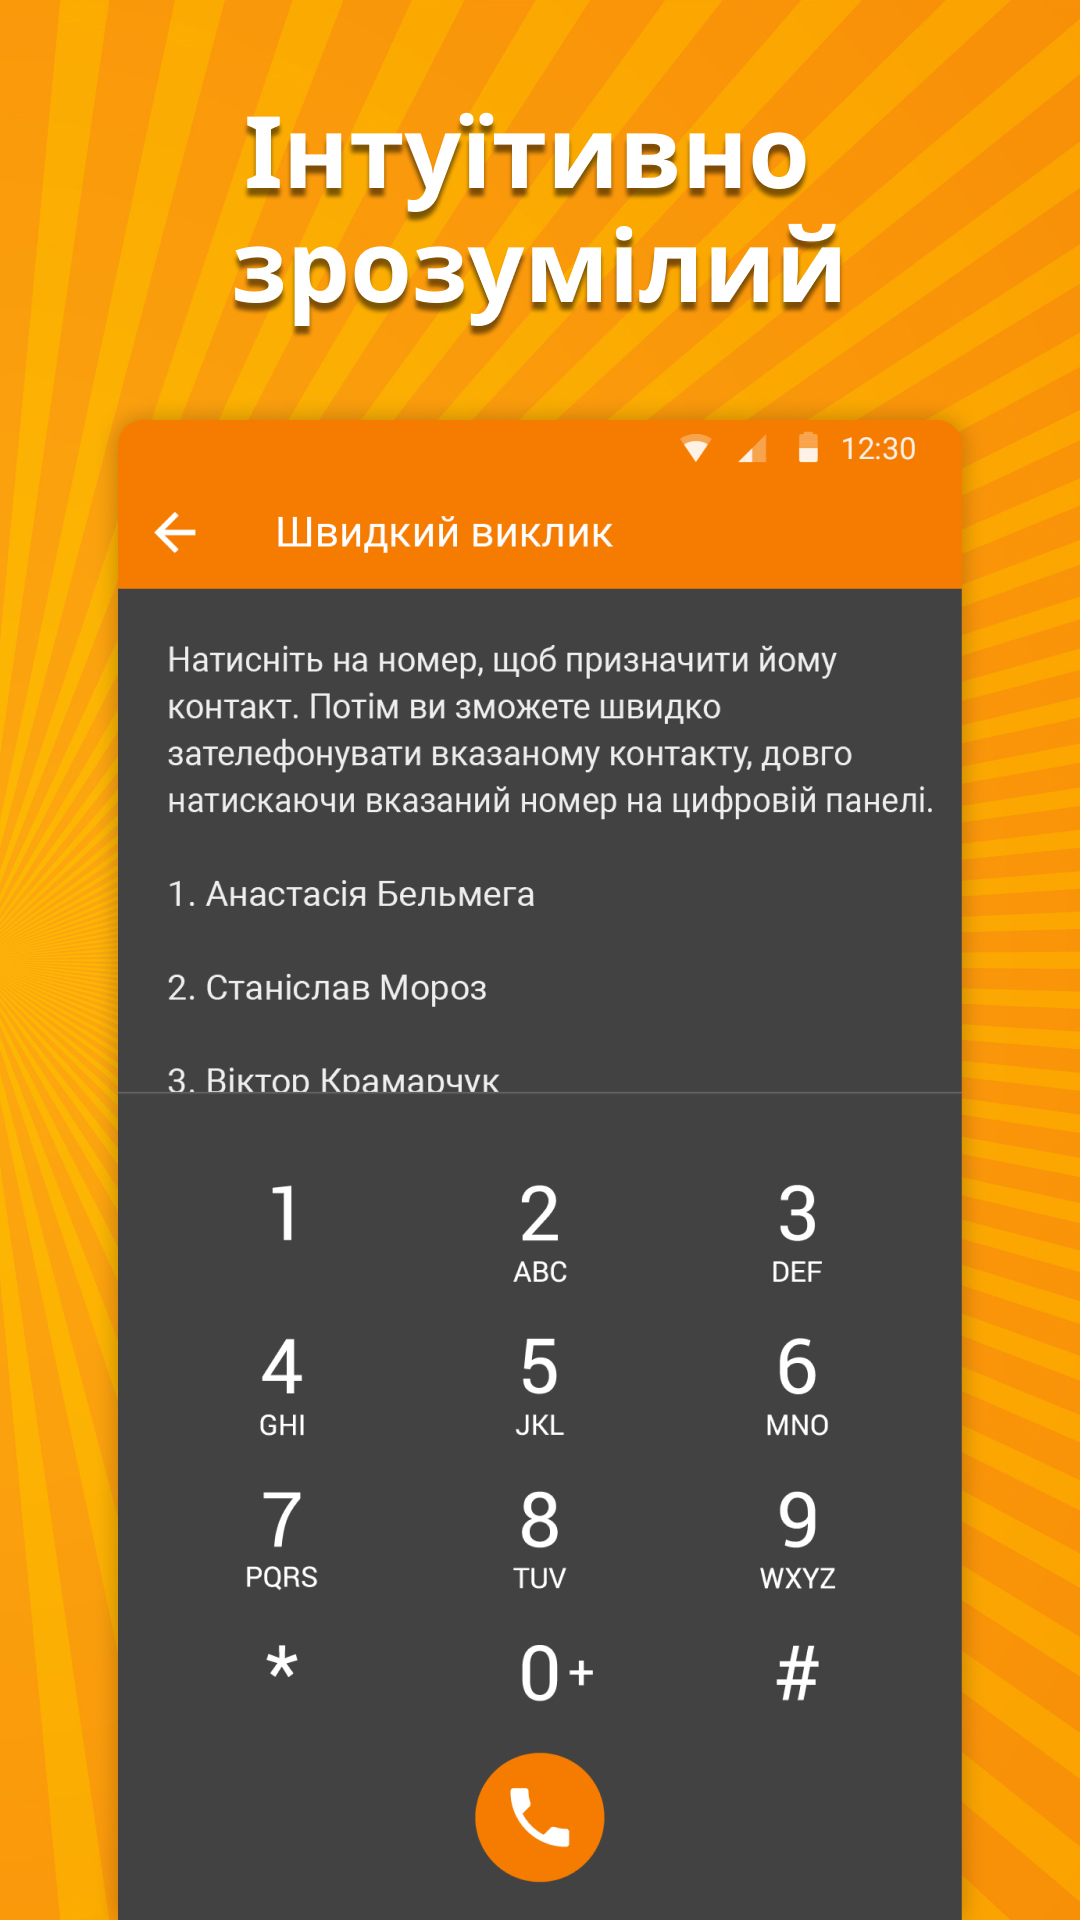 Інтуїтивно
зрозумілий
12:30
Швидкий виклик
Натисніть на номер, щоб призначити йому
контакт. Потім ви зможете швидко
зателефонувати вказаному контакту, довго
натискаючи вказаний номер на цифровій панелі.
1. Анастасія Бельмега
2. Станіслав Мороз
3. Віктор Крамарчук
1 2 3
ABC DEF
4 5 6
GHI JKL MNO
7 8 9
PQRS TUV WXYZ
* 0 + #